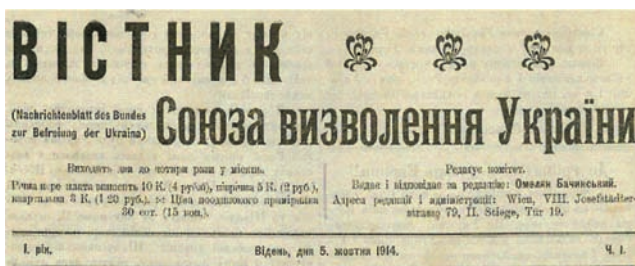 ВІСТНИК
(Nachrichtenblatt des Bundes
zur Befreiung der Ukraina)
Союза визволення України
Виходить два до чотири рази у місяць.
Річна передплата виносить 10 К. (4 рублі), піврічна 5 К. (2 руб.),
квартальна 3 К. (1 20 руб.). Ціна поодинокого примірника
30 сот. (15 коп.).
Редагує комітет.
Видає і відповідає за редакцію: Омелян Бачинський.
Адреса редакції і адміністрації: Wien, VIII. Josefstädter-
strasse 79, II. Stiege, Tür 19.
I. рік.
Відень, дня 5. жовтня 1914.
Ч. 1.